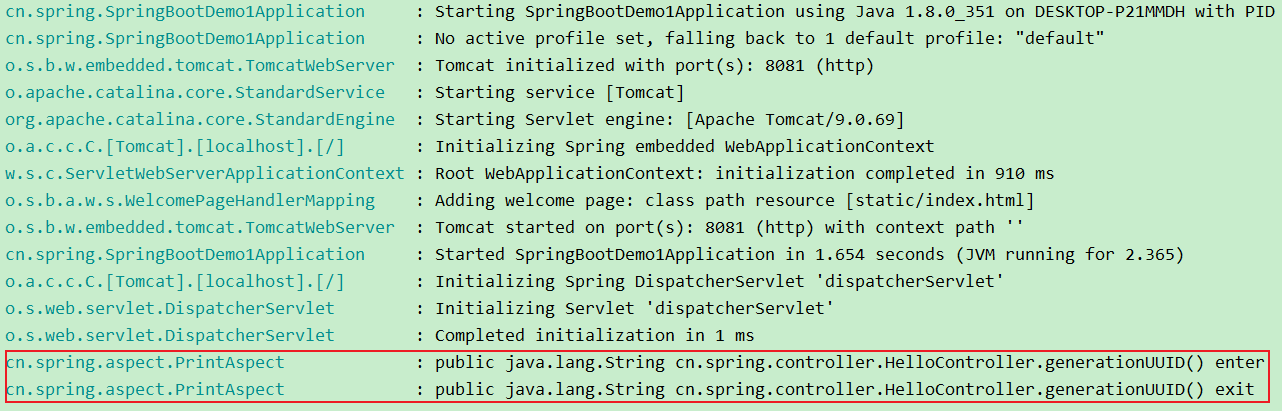 cn.spring.SpringBootDemo1Application : Starting SpringBootDemo1Application using Java 1.8.0_351 on DESKTOP-P21MMDH with PID
cn.spring.SpringBootDemo1Application : No active profile set, falling back to 1 default profile: "default"
o.s.b.w.embedded.tomcat.TomcatWebServer : Tomcat initialized with port(s): 8081 (http)
o.apache.catalina.core.StandardService : Starting service [Tomcat]
org.apache.catalina.core.StandardEngine : Starting Servlet engine: [Apache Tomcat/9.0.69]
o.a.c.c.C.[Tomcat].[localhost].[/] : Initializing Spring embedded WebApplicationContext
w.s.c.ServletWebServerApplicationContext : Root WebApplicationContext: initialization completed in 910 ms
o.s.b.a.w.s.WelcomePageHandlerMapping : Adding welcome page: class path resource [static/index.html]
o.s.b.w.embedded.tomcat.TomcatWebServer : Tomcat started on port(s): 8081 (http) with context path ''
cn.spring.SpringBootDemo1Application : Started SpringBootDemo1Application in 1.654 seconds (JVM running for 2.365)
o.a.c.c.C.[Tomcat].[localhost].[/] : Initializing Spring DispatcherServlet 'dispatcherServlet'
o.s.web.servlet.DispatcherServlet : Initializing Servlet 'dispatcherServlet'
o.s.web.servlet.DispatcherServlet : Completed initialization in 1 ms
cn.spring.aspect.PrintAspect : public java.lang.String cn.spring.controller.HelloController.generationUUID() enter
cn.spring.aspect.PrintAspect : public java.lang.String cn.spring.controller.HelloController.generationUUID() exit